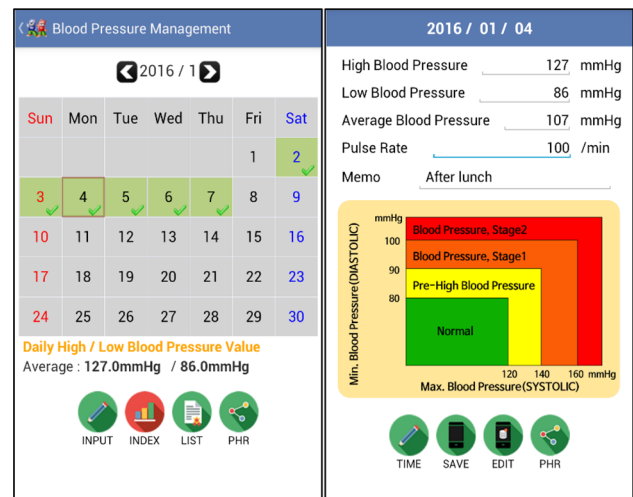 Blood Pressure Management
2016 / 1
Sun Mon Tue Wed Thu Fri Sat
1 2
3 4 5 6 7 8 9
10 11 12 13 14 15 16
17 18 19 20 21 22 23
24 25 26 27 28 29 30
Daily High / Low Blood Pressure Value
Average : 127.0mmHg / 86.0mmHg
INPUT INDEX LIST PHR
2016 / 01 / 04
High Blood Pressure 127 mmHg
Low Blood Pressure 86 mmHg
Average Blood Pressure 107 mmHg
Pulse Rate 100 /min
Memo After lunch
mmHg
Blood Pressure, Stage2
100
Blood Pressure, Stage1
90
Pre-High Blood Pressure
80
Normal
Min. Blood Pressure(DIASTOLIC)
120 140 160 mmHg
Max. Blood Pressure(SYSTOLIC)
TIME SAVE EDIT PHR